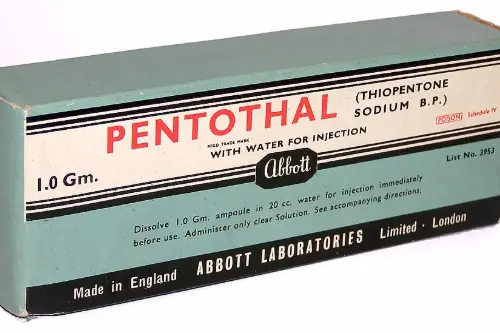 PENTOTHAL
(THIOPENTONE
SODIUM B.P.)
REGD TRADE MARK
WITH WATER FOR INJECTION
POISON Schedule IV
1.0 Gm.
Abbott
List No. 3953
Dissolve 1.0 Gm. ampoule in 20 cc. water for injection immediately
before use. Administer only clear Solution. See accompanying directions.
Made in England ABBOTT LABORATORIES Limited · London